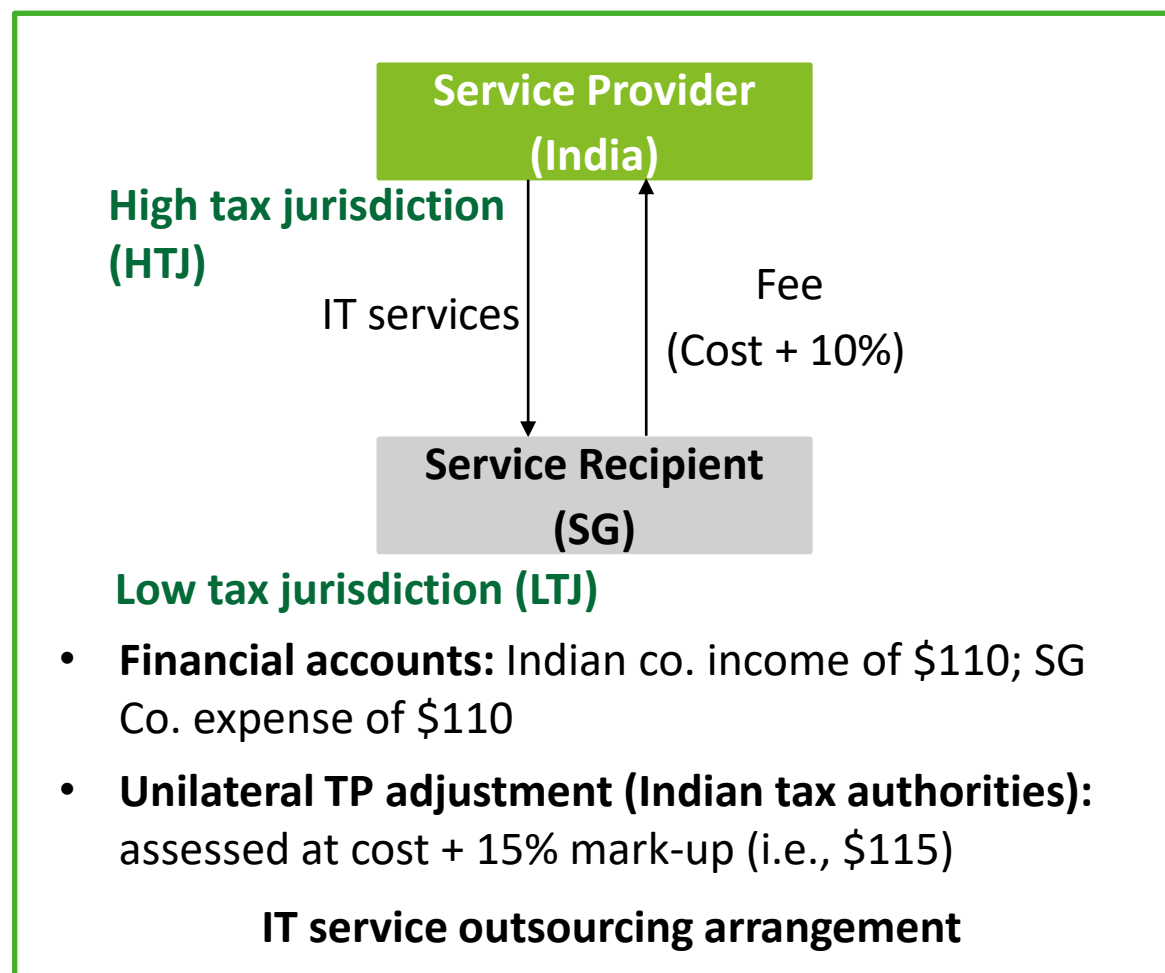 Service Provider
(India)
High tax jurisdiction
(HTJ)
IT services
Fee
(Cost + 10%)
Service Recipient
(SG)
Low tax jurisdiction (LTJ)
• Financial accounts: Indian co. income of $110; SG
Co. expense of $110
• Unilateral TP adjustment (Indian tax authorities):
assessed at cost + 15% mark-up (i.e., $115)
IT service outsourcing arrangement